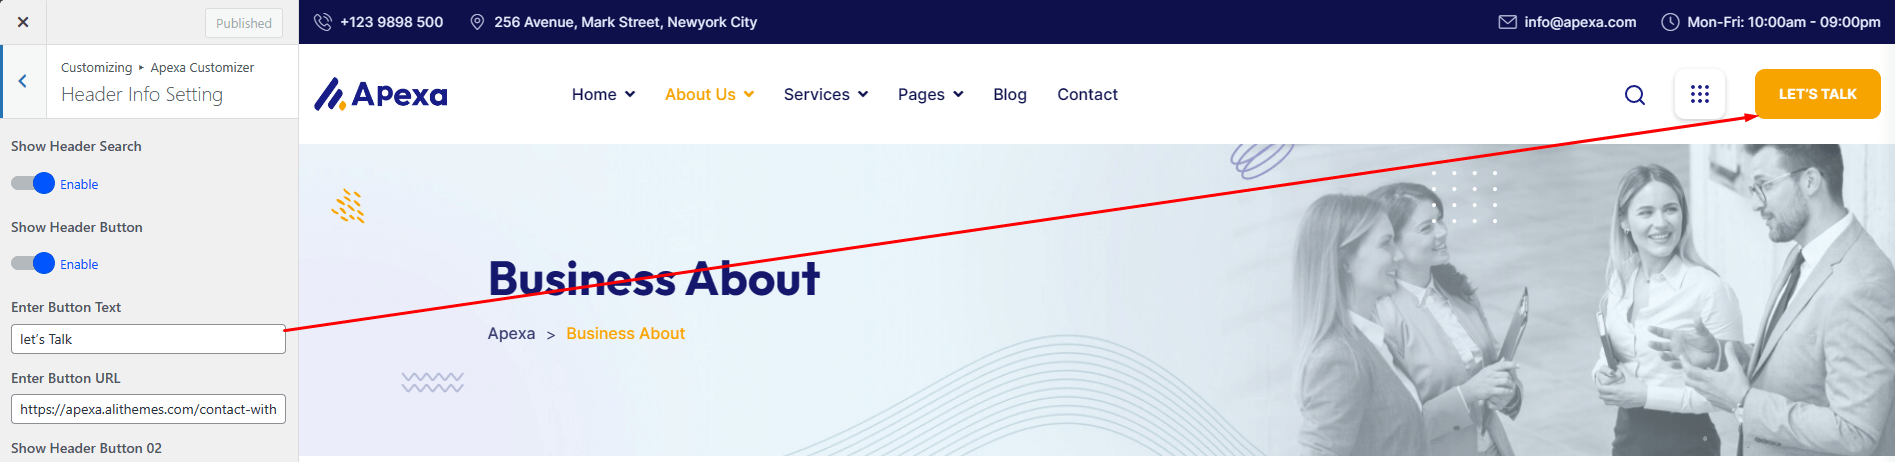 Published
+123 9898 500
256 Avenue, Mark Street, Newyork City
info@apexa.com
Mon-Fri: 10:00am - 09:00pm
Customizing ▸ Apexa Customizer
Header Info Setting
Apexa
Home
About Us
Services
Pages
Blog
Contact
LET'S TALK
Show Header Search
Enable
Show Header Button
Enable
Enter Button Text
let's Talk
Enter Button URL
https://apexa.alithemes.com/contact-with
Show Header Button 02
Business About
Apexa > Business About